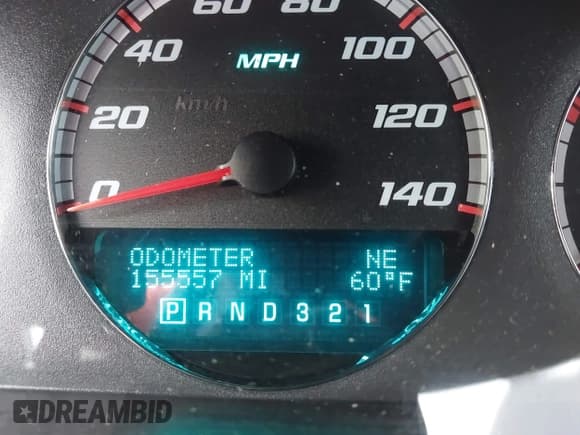 60 80
40 MPH 100
km/h
20 120
0 140
ODOMETER NE
155557 MI 60°F
P R N D 3 2 1
DREAMBID